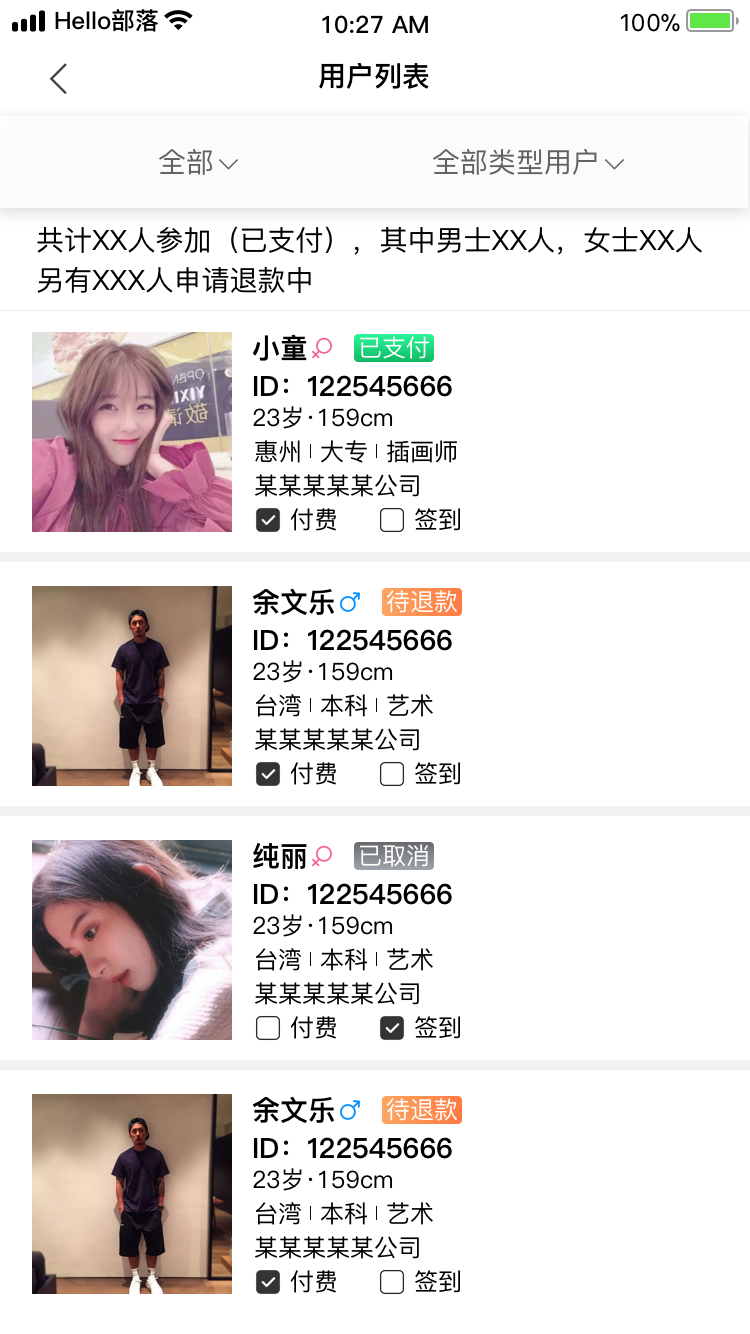 Hello部落 10:27 AM 100%
用户列表
全部 全部类型用户
共计XX人参加（已支付），其中男士XX人，女士XX人
另有XXX人申请退款中
小童 已支付
ID：122545666
23岁·159cm
惠州 | 大专 | 插画师
某某某某某公司
付费 签到
余文乐 待退款
ID：122545666
23岁·159cm
台湾 | 本科 | 艺术
某某某某某公司
付费 签到
纯丽 已取消
ID：122545666
23岁·159cm
台湾 | 本科 | 艺术
某某某某某公司
付费 签到
余文乐 待退款
ID：122545666
23岁·159cm
台湾 | 本科 | 艺术
某某某某某公司
付费 签到